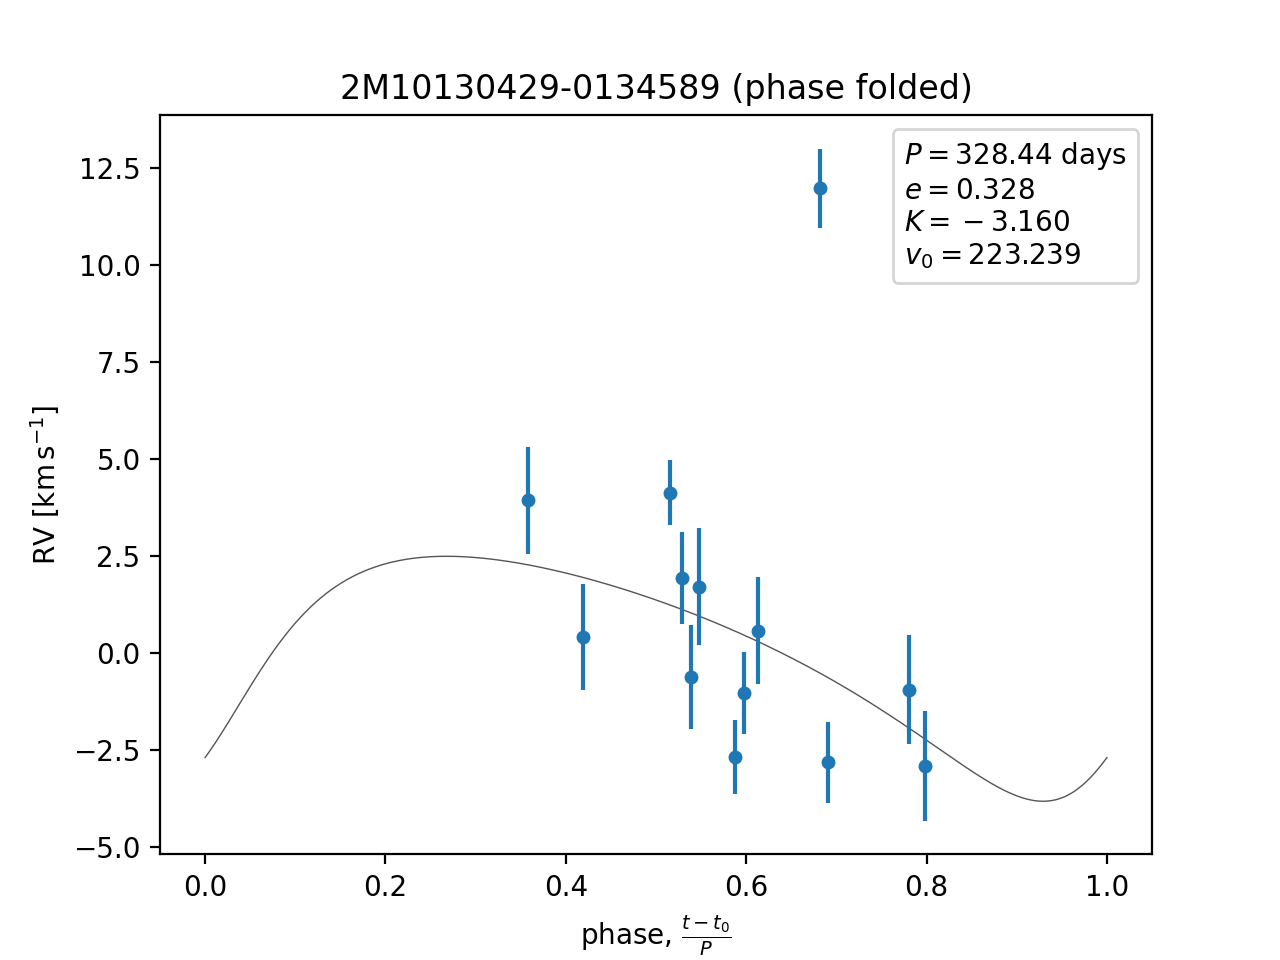 2M10130429-0134589 (phase folded)
P = 328.44 days
e = 0.328
K = −3.160
v₀ = 223.239
12.5
10.0
7.5
5.0
2.5
0.0
−2.5
−5.0
RV [km s⁻¹]
0.0 0.2 0.4 0.6 0.8 1.0
phase, (t − t₀)/P